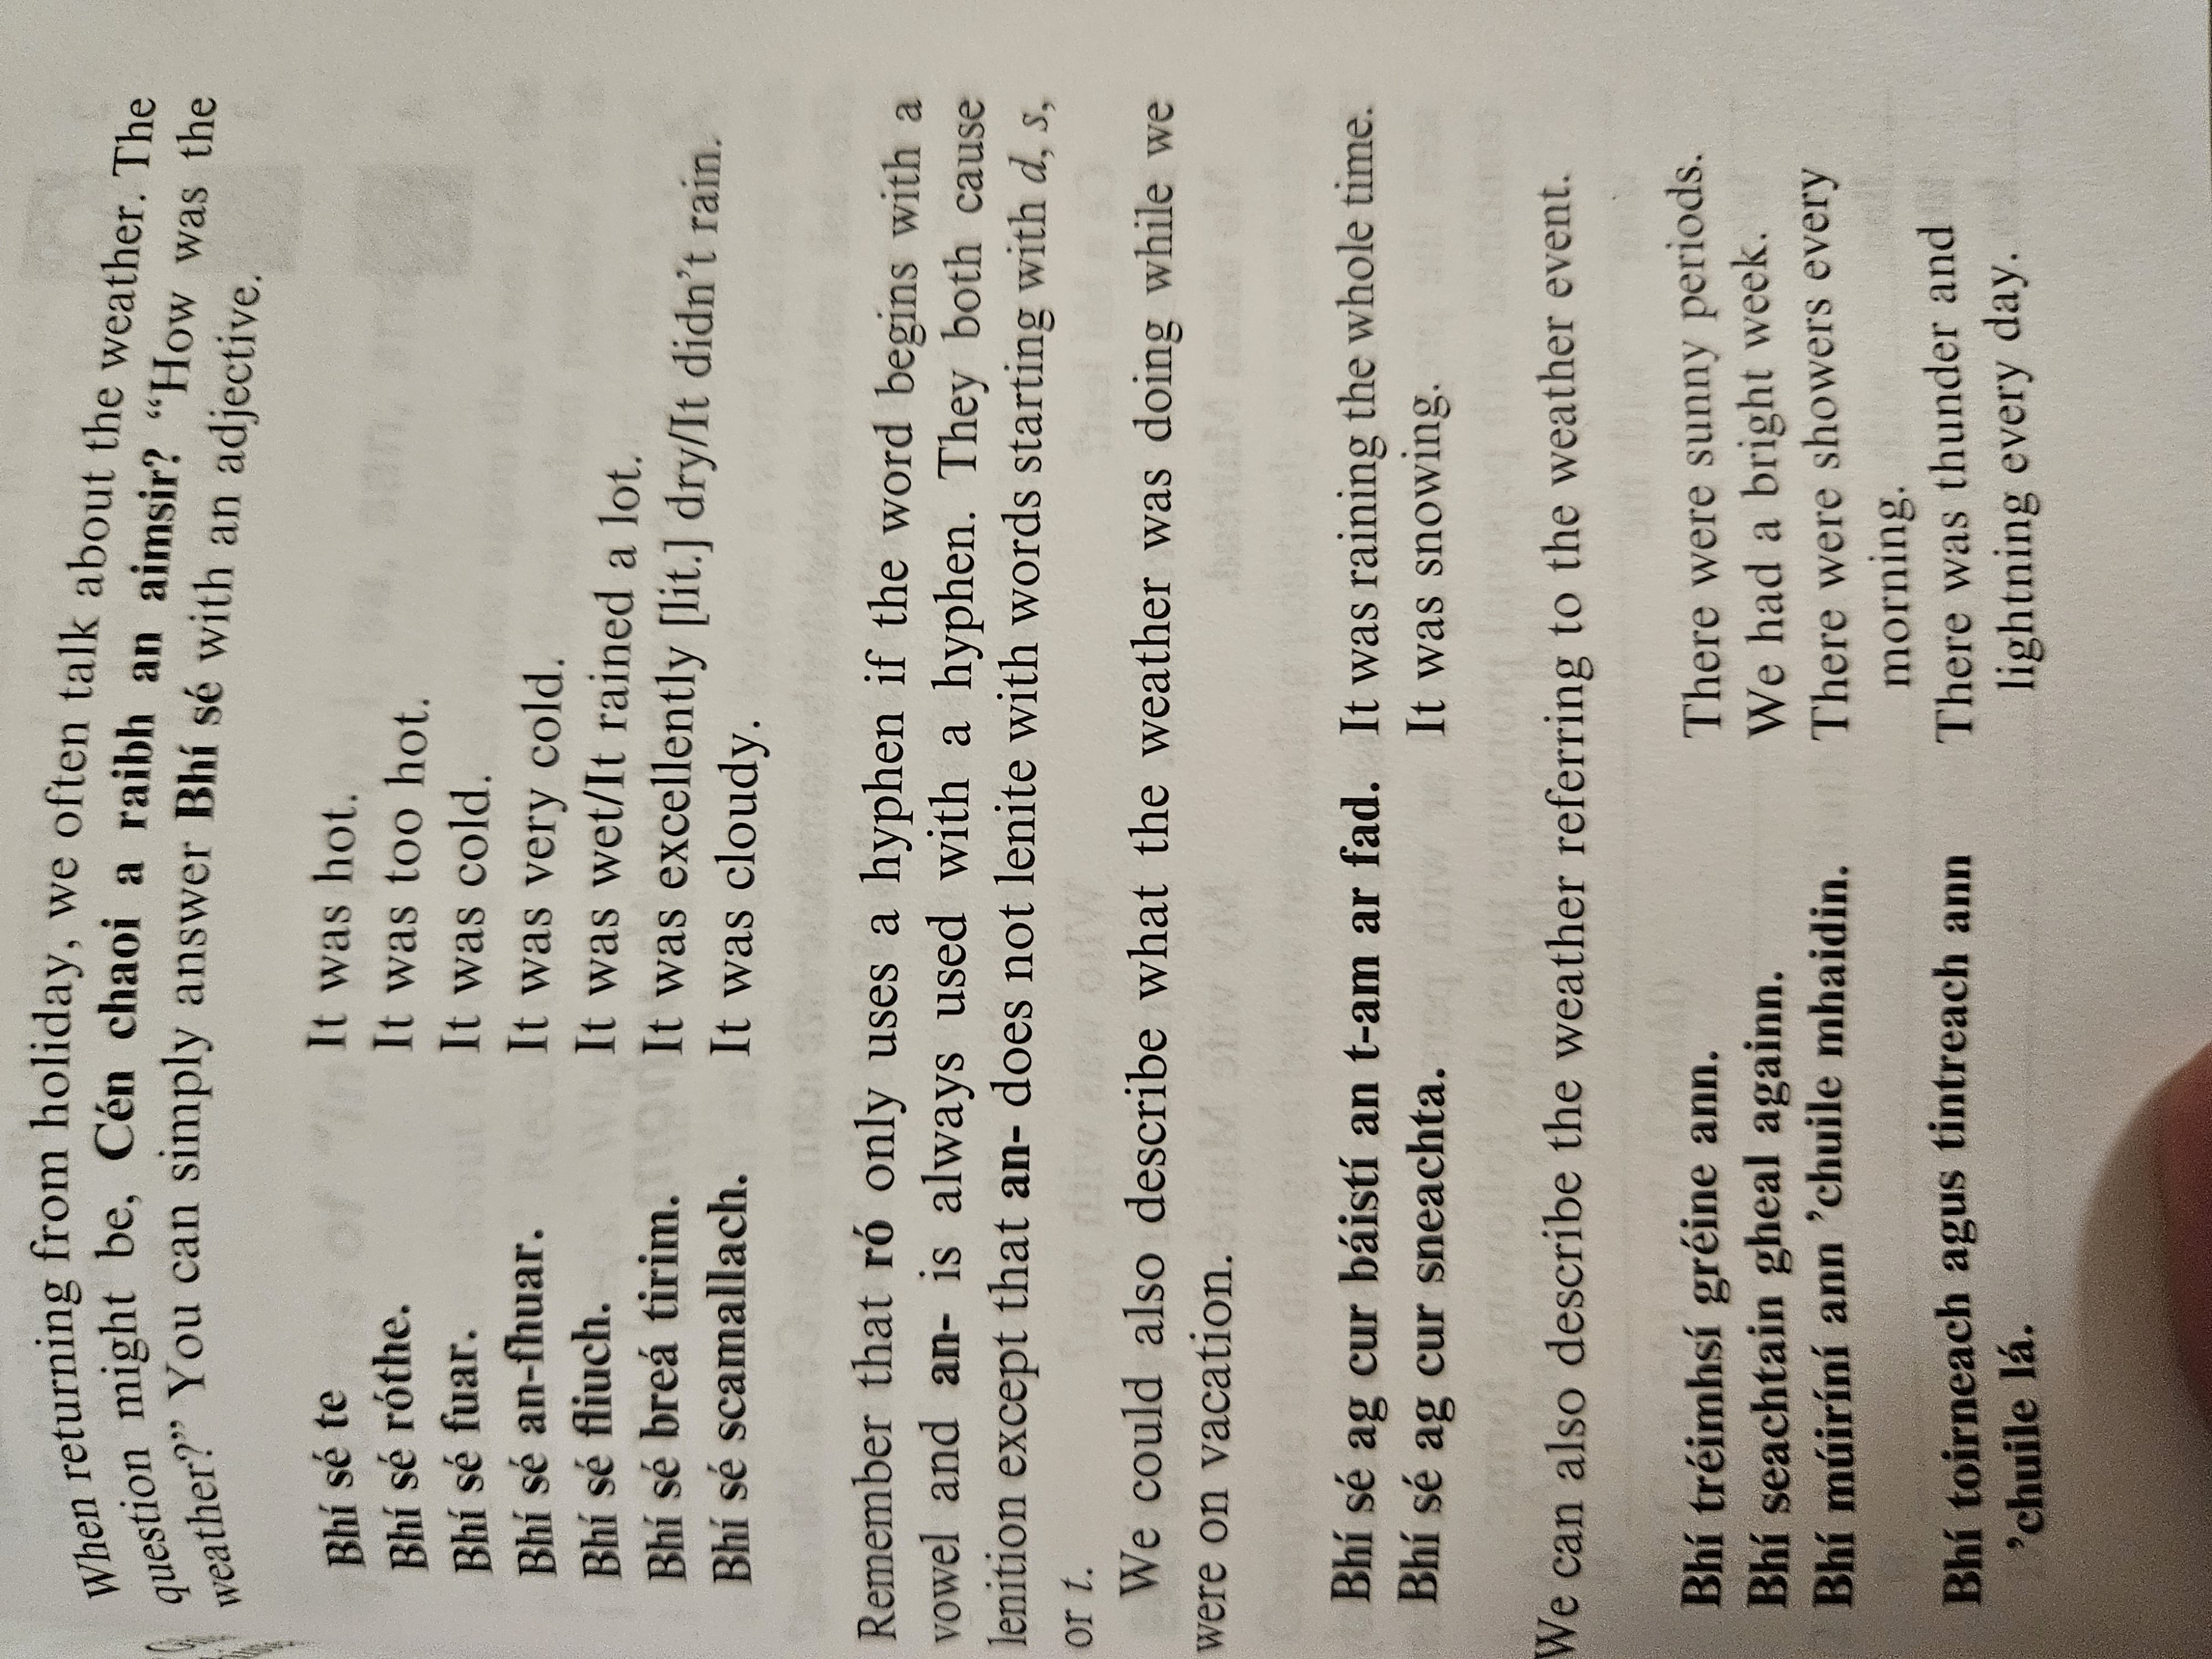 When returning from holiday, we often talk about the weather. The
question might be, Cén chaoi a raibh an aimsir? “How was the
weather?” You can simply answer Bhí sé with an adjective.
Bhí sé te It was hot.
Bhí sé róthe. It was too hot.
Bhí sé fuar. It was cold.
Bhí sé an-fhuar. It was very cold.
Bhí sé fliuch. It was wet/It rained a lot.
Bhí sé breá tirim. It was excellently [lit.] dry/It didn’t rain.
Bhí sé scamallach. It was cloudy.
Remember that ró only uses a hyphen if the word begins with a
vowel and an- is always used with a hyphen. They both cause
lenition except that an- does not lenite with words starting with d, s,
or t.
We could also describe what the weather was doing while we
were on vacation.
Bhí sé ag cur báistí an t-am ar fad. It was raining the whole time.
Bhí sé ag cur sneachta. It was snowing.
We can also describe the weather referring to the weather event.
Bhí tréimhsí gréine ann. There were sunny periods.
Bhí seachtain gheal againn. We had a bright week.
Bhí múiríní ann ’chuile mhaidin. There were showers every
morning.
Bhí toirneach agus tintreach ann There was thunder and
’chuile lá. lightning every day.